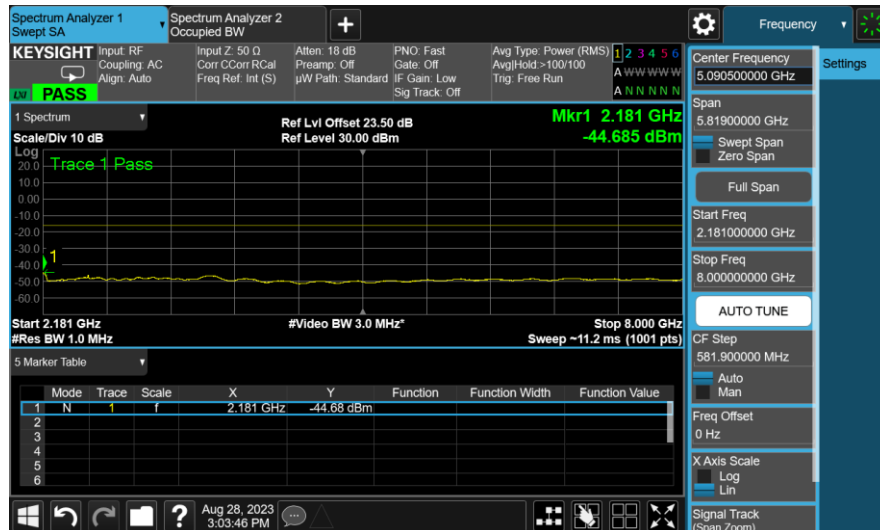 Spectrum Analyzer 1
Swept SA
Spectrum Analyzer 2
Occupied BW
+
Frequency
KEYSIGHT
LXI
PASS
Input: RF
Coupling: AC
Align: Auto
Input Z: 50 Ω
Corr CCorr RCal
Freq Ref: Int (S)
Atten: 18 dB
Preamp: Off
µW Path: Standard
PNO: Fast
Gate: Off
IF Gain: Low
Sig Track: Off
Avg Type: Power (RMS)
Avg|Hold:>100/100
Trig: Free Run
1 2 3 4 5 6
A W W W W W
A N N N N N
1 Spectrum
Scale/Div 10 dB
Ref Lvl Offset 23.50 dB
Ref Level 30.00 dBm
Mkr1 2.181 GHz
-44.685 dBm
Log
Trace 1 Pass
20.0
10.0
0.00
-10.0
-20.0
-30.0
-40.0
-50.0
-60.0
1
Start 2.181 GHz
#Res BW 1.0 MHz
#Video BW 3.0 MHz*
Stop 8.000 GHz
Sweep ~11.2 ms (1001 pts)
5 Marker Table
Mode Trace Scale X Y Function Function Width Function Value
1 N 1 f 2.181 GHz -44.68 dBm
2
3
4
5
6
?
Aug 28, 2023
3:03:46 PM
Center Frequency
5.090500000 GHz
Settings
Span
5.81900000 GHz
Swept Span
Zero Span
Full Span
Start Freq
2.181000000 GHz
Stop Freq
8.000000000 GHz
AUTO TUNE
CF Step
581.900000 MHz
Auto
Man
Freq Offset
0 Hz
X Axis Scale
Log
Lin
Signal Track
(Span Zoom)